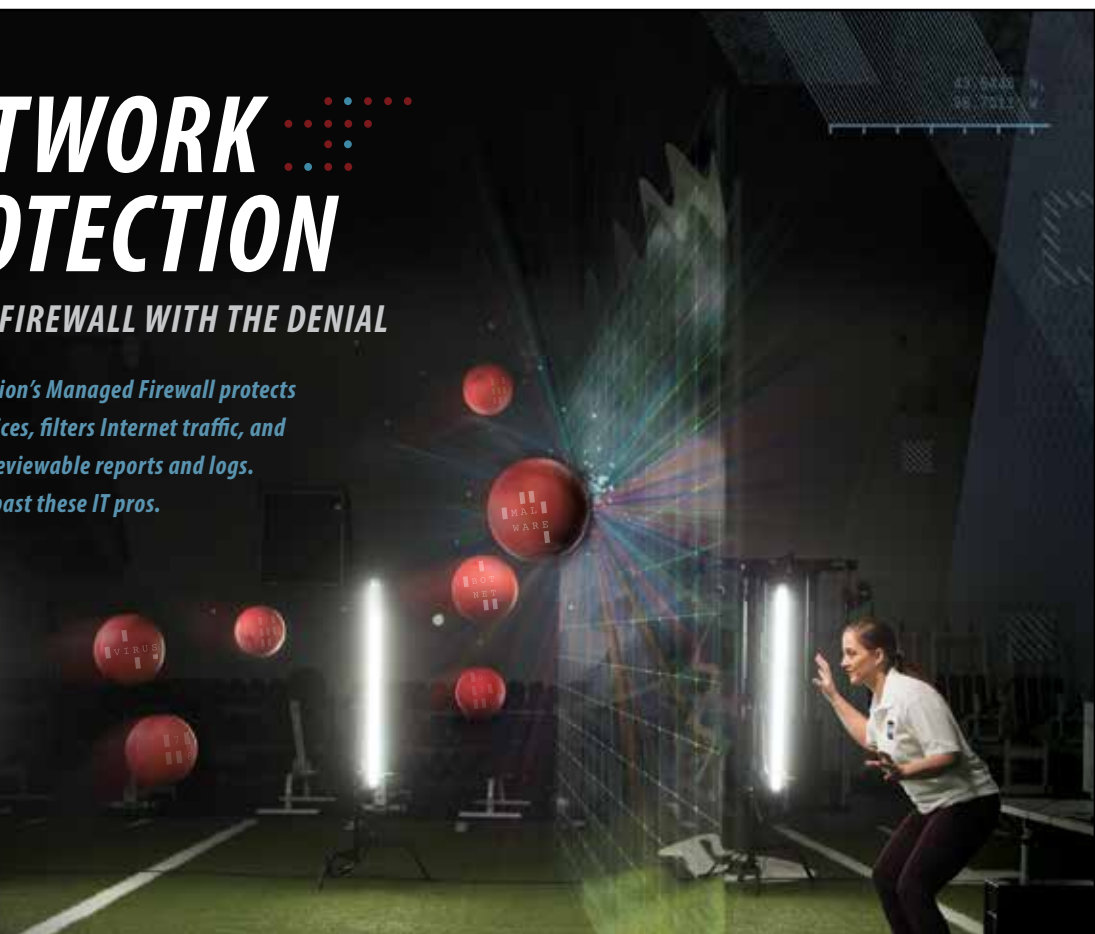 TWORK
OTECTION
FIREWALL WITH THE DENIAL
ion's Managed Firewall protects
ices, filters Internet traffic, and
eviewable reports and logs.
past these IT pros.
MAL
WARE
BOT
NET
VIRUS